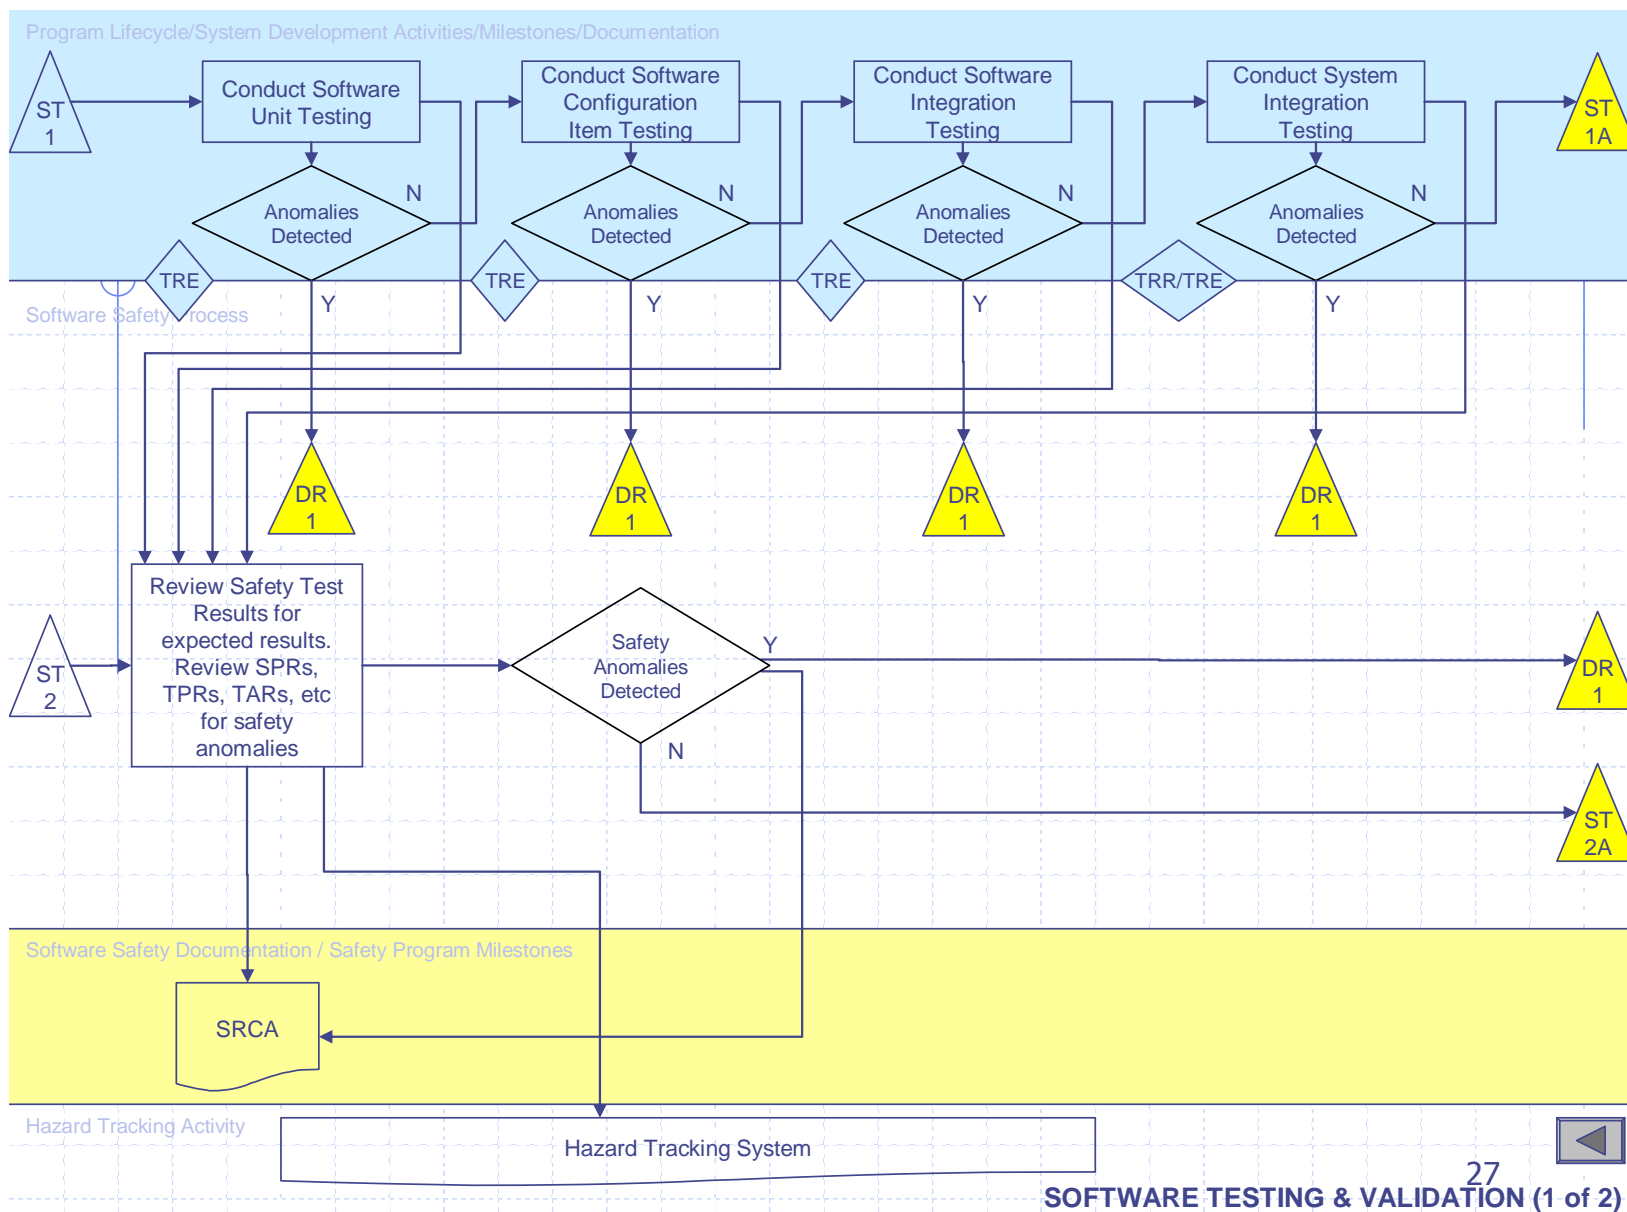 Program Lifecycle/System Development Activities/Milestones/Documentation
ST
1
Conduct Software
Unit Testing
Conduct Software
Configuration
Item Testing
Conduct Software
Integration
Testing
Conduct System
Integration
Testing
ST
1A
Anomalies
Detected
N
Anomalies
Detected
N
Anomalies
Detected
N
Anomalies
Detected
N
TRE
TRE
TRE
TRR/TRE
Y
Y
Y
Y
Software Safety Process
DR
1
DR
1
DR
1
DR
1
ST
2
Review Safety Test
Results for
expected results.
Review SPRs,
TPRs, TARs, etc
for safety
anomalies
Safety
Anomalies
Detected
Y
N
DR
1
ST
2A
Software Safety Documentation / Safety Program Milestones
SRCA
Hazard Tracking Activity
Hazard Tracking System
27
SOFTWARE TESTING & VALIDATION (1 of 2)